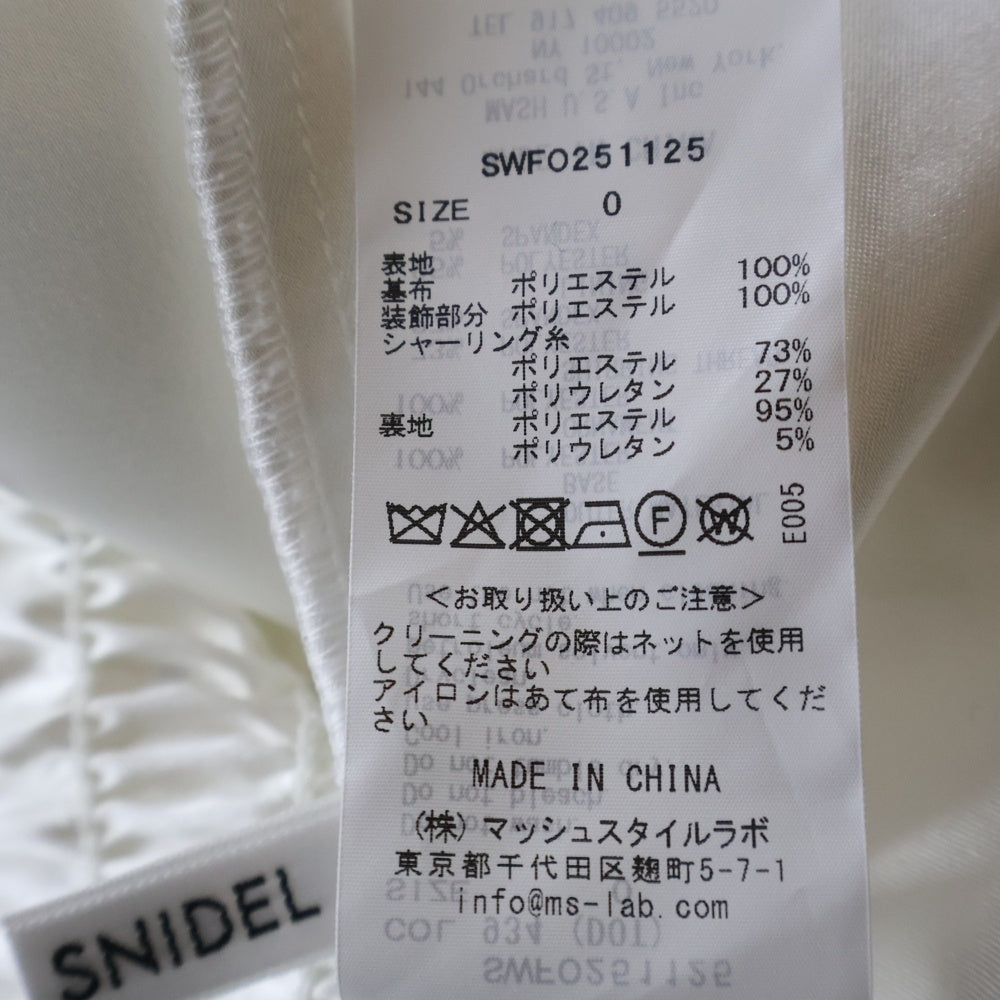 SWFO251125
SIZE 0
表地
基布 ポリエステル 100%
装飾部分 ポリエステル 100%
シャーリング糸
ポリエステル 73%
ポリウレタン 27%
裏地 ポリエステル 95%
ポリウレタン 5%
F
W
E005
<お取り扱い上のご注意>
クリーニングの際はネットを使用
してください
アイロンはあて布を使用してくだ
さい
MADE IN CHINA
(株)マッシュスタイルラボ
東京都千代田区麹町5-7-1
info@ms-lab.com
SNIDEL